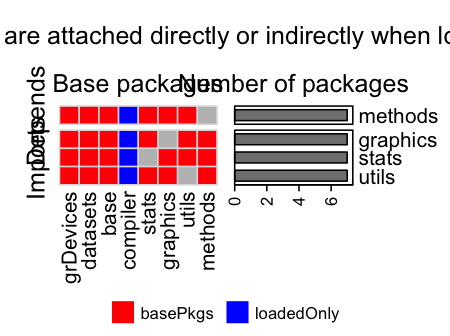 are attached directly or indirectly when lo
Base packages
Number of packages
Depends
Imports
methods
graphics
stats
utils
grDevices
datasets
base
compiler
stats
graphics
utils
methods
0
2
4
6
basePkgs
loadedOnly